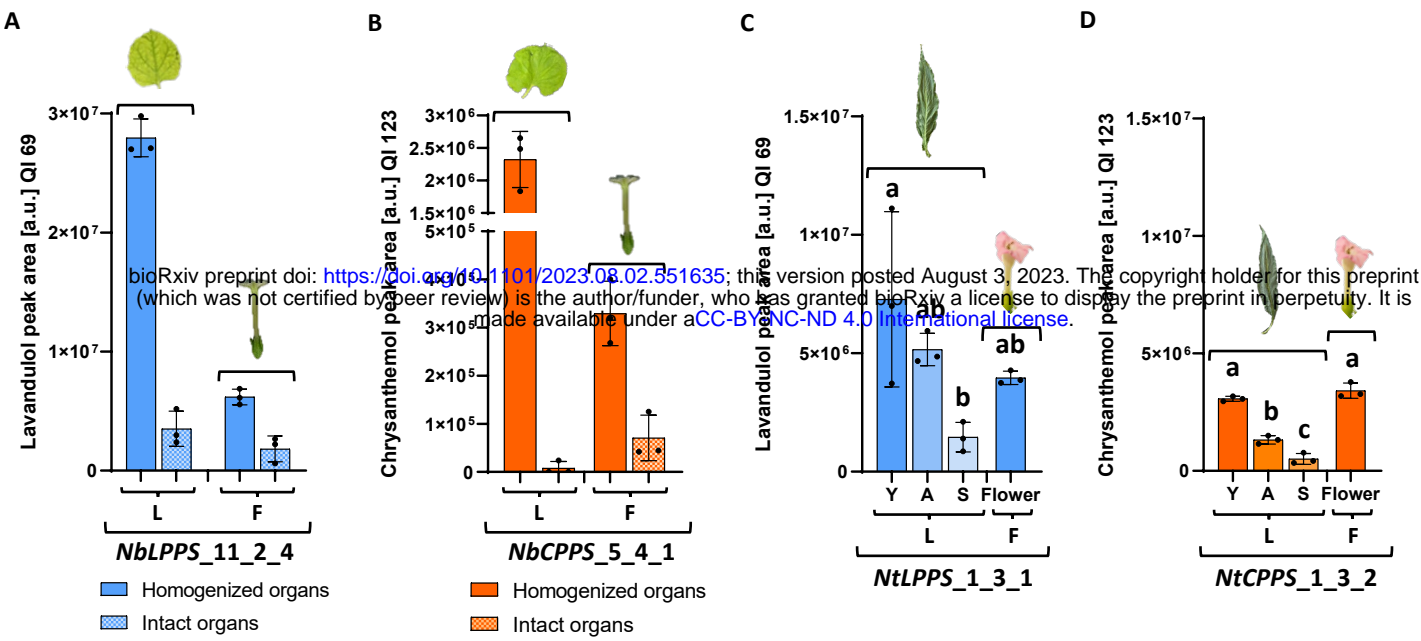 A
B
C
D
Lavandulol peak area [a.u.] QI 69
3×10⁷
2×10⁷
1×10⁷
0
L
F
NbLPPS_11_2_4
Homogenized organs
Intact organs
Chrysanthemol peak area [a.u.] QI 123
3×10⁶
2.5×10⁶
2×10⁶
1.5×10⁶
5×10⁵
4×10⁵
3×10⁵
2×10⁵
1×10⁵
0
L
F
NbCPPS_5_4_1
Homogenized organs
Intact organs
Lavandulol peak area [a.u.] QI 69
1.5×10⁷
1×10⁷
5×10⁶
0
a
ab
b
ab
Y A S Flower
L
F
NtLPPS_1_3_1
Chrysanthemol peak area [a.u.] QI 123
1.5×10⁷
1×10⁷
5×10⁶
0
a
b
c
a
Y A S Flower
L
F
NtCPPS_1_3_2
bioRxiv preprint doi: https://doi.org/10.1101/2023.08.02.551635; this version posted August 3, 2023. The copyright holder for this preprint
(which was not certified by peer review) is the author/funder, who has granted bioRxiv a license to display the preprint in perpetuity. It is
made available under aCC-BY-NC-ND 4.0 International license.